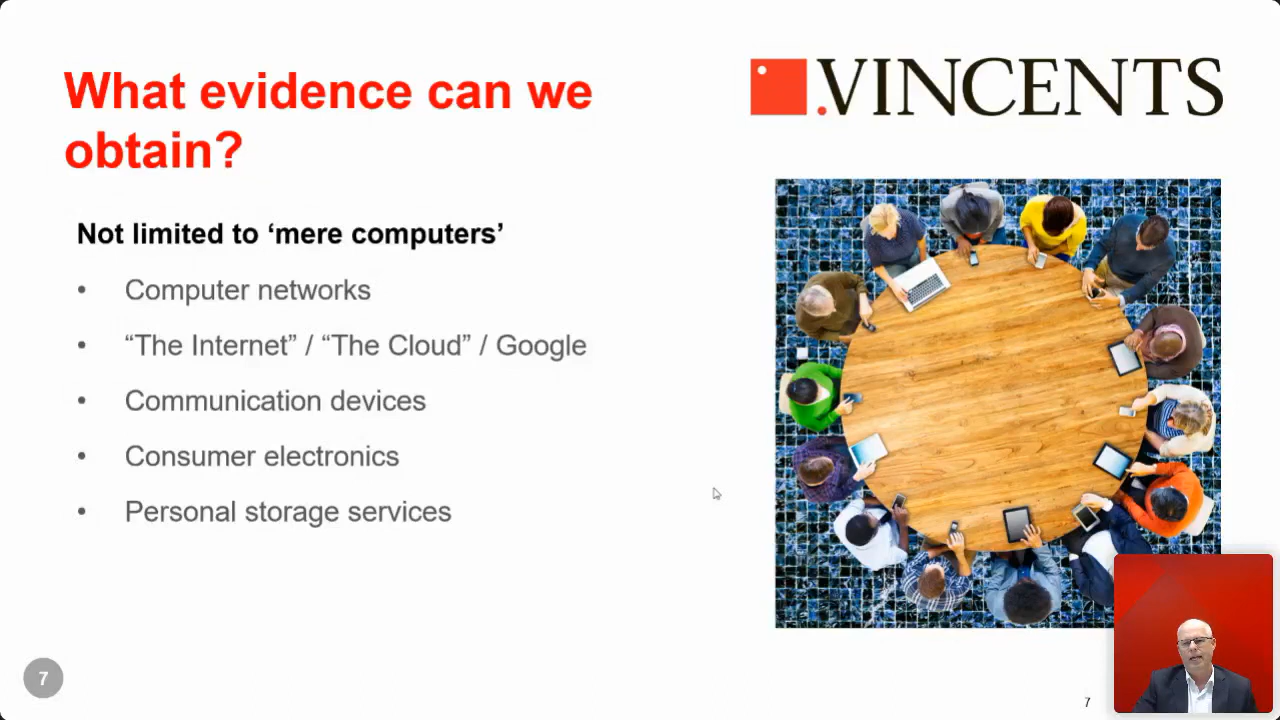 What evidence can we
obtain?
.VINCENTS
Not limited to ‘mere computers’
• Computer networks
• “The Internet” / “The Cloud” / Google
• Communication devices
• Consumer electronics
• Personal storage services
7
7